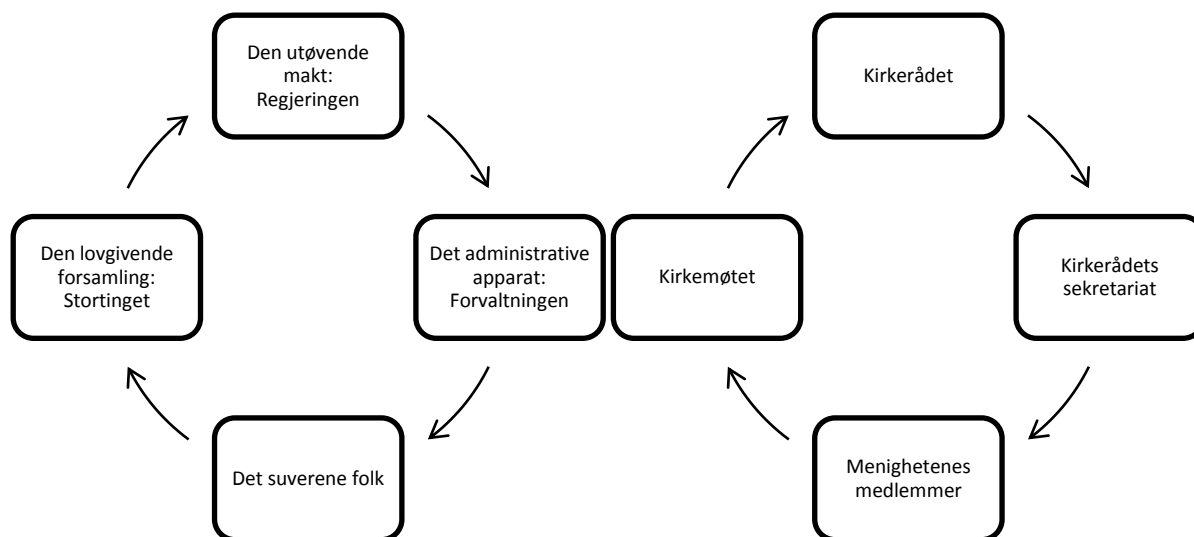 Den utøvende
makt:
Regjeringen
Kirkerådet
Den lovgivende
forsamling:
Stortinget
Det administrative
apparat:
Forvaltningen
Kirkemøtet
Kirkerådets
sekretariat
Det suverene folk
Menighetenes
medlemmer